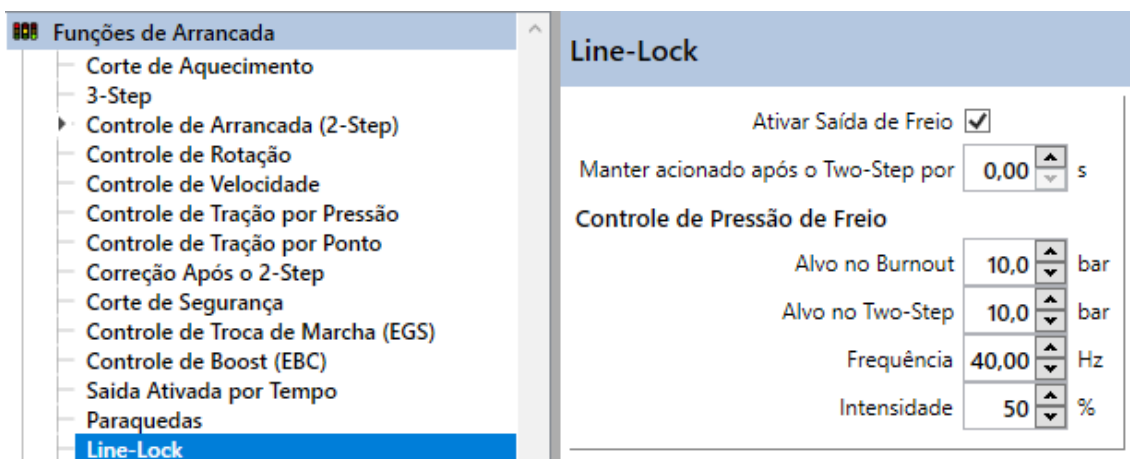 Funções de Arrancada
Corte de Aquecimento
3-Step
Controle de Arrancada (2-Step)
Controle de Rotação
Controle de Velocidade
Controle de Tração por Pressão
Controle de Tração por Ponto
Correção Após o 2-Step
Corte de Segurança
Controle de Troca de Marcha (EGS)
Controle de Boost (EBC)
Saida Ativada por Tempo
Paraquedas
Line-Lock
Line-Lock
Ativar Saída de Freio
Manter acionado após o Two-Step por 0,00 s
Controle de Pressão de Freio
Alvo no Burnout 10,0 bar
Alvo no Two-Step 10,0 bar
Frequência 40,00 Hz
Intensidade 50 %